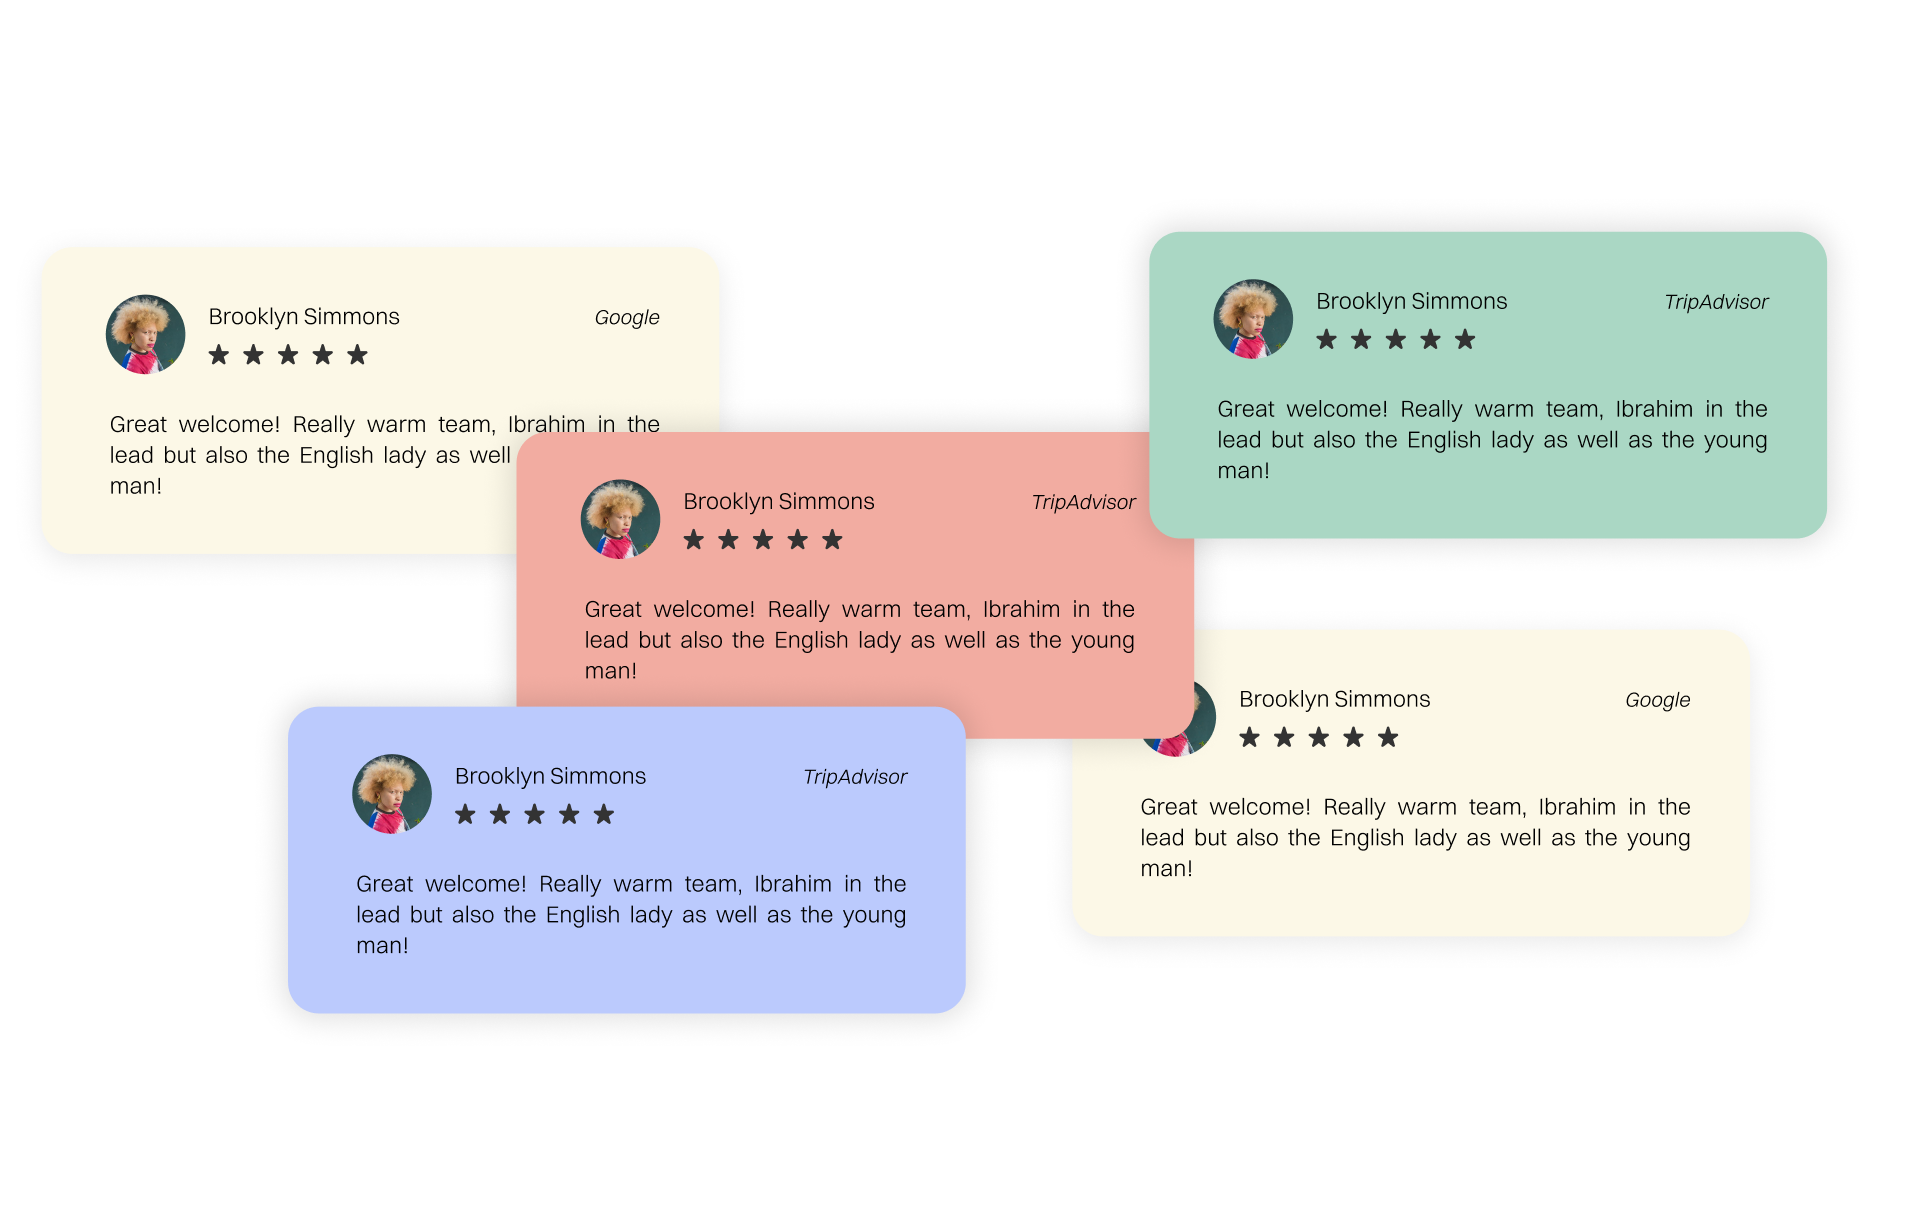 Brooklyn Simmons
Google
Great welcome! Really warm team, Ibrahim in the
lead but also the English lady as well
man!
Brooklyn Simmons
TripAdvisor
Great welcome! Really warm team, Ibrahim in the
lead but also the English lady as well as the young
man!
Brooklyn Simmons
TripAdvisor
Great welcome! Really warm team, Ibrahim in the
lead but also the English lady as well as the young
man!
Brooklyn Simmons
Google
Great welcome! Really warm team, Ibrahim in the
lead but also the English lady as well as the young
man!
Brooklyn Simmons
TripAdvisor
Great welcome! Really warm team, Ibrahim in the
lead but also the English lady as well as the young
man!